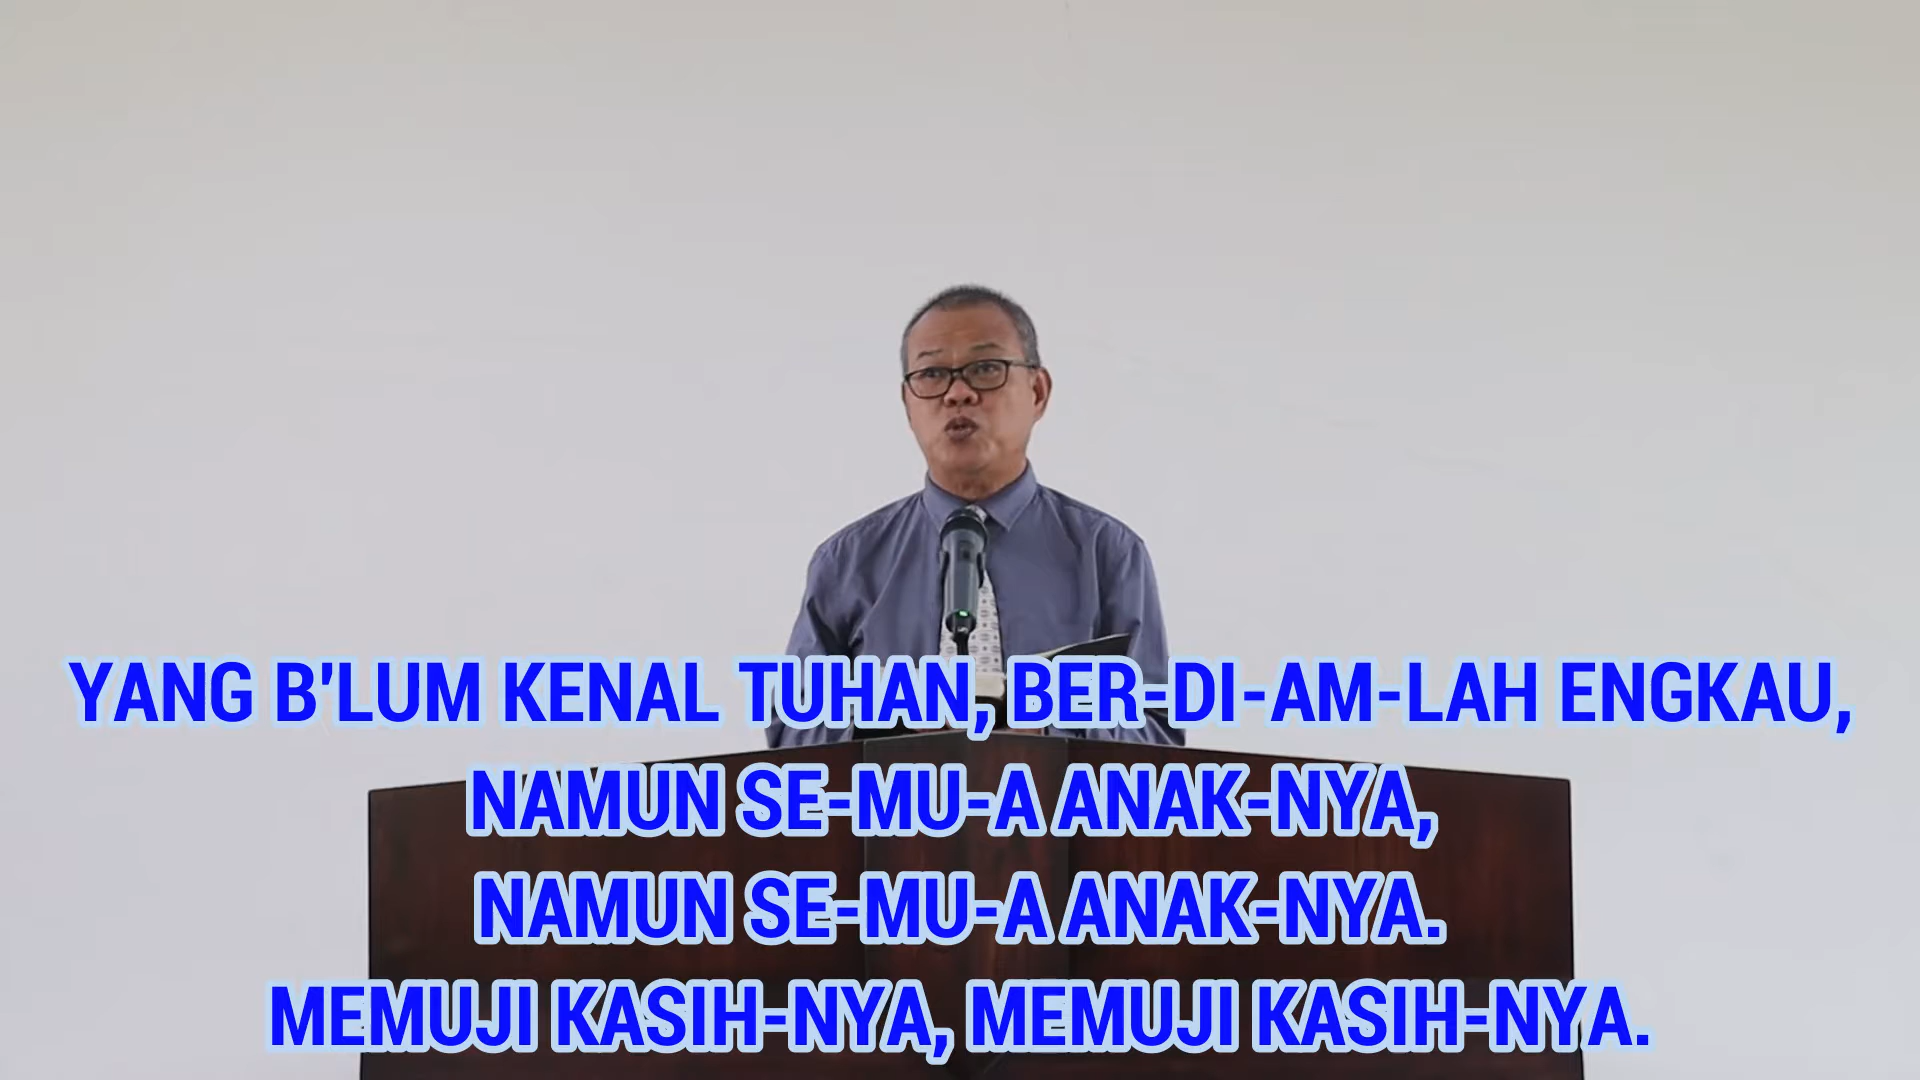 YANG B'LUM KENAL TUHAN, BER-DI-AM-LAH ENGKAU,
NAMUN SE-MU-A ANAK-NYA,
NAMUN SE-MU-A ANAK-NYA.
MEMUJI KASIH-NYA, MEMUJI KASIH-NYA.